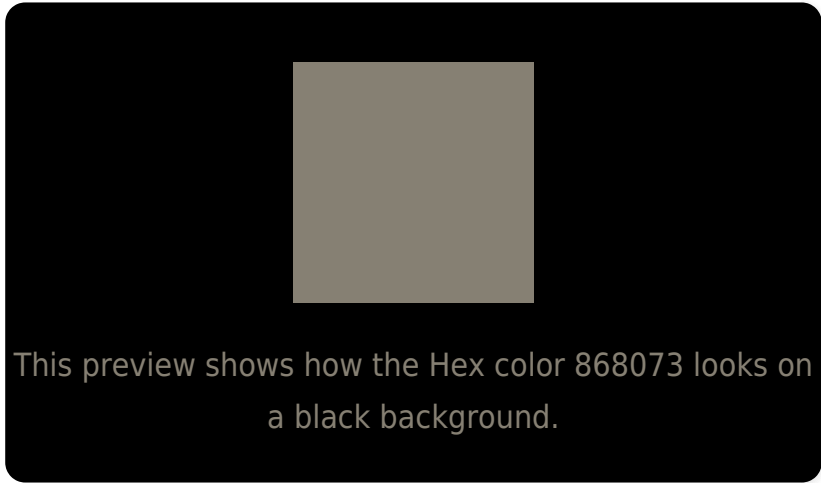 This preview shows how the Hex color 868073 looks on
a black background.